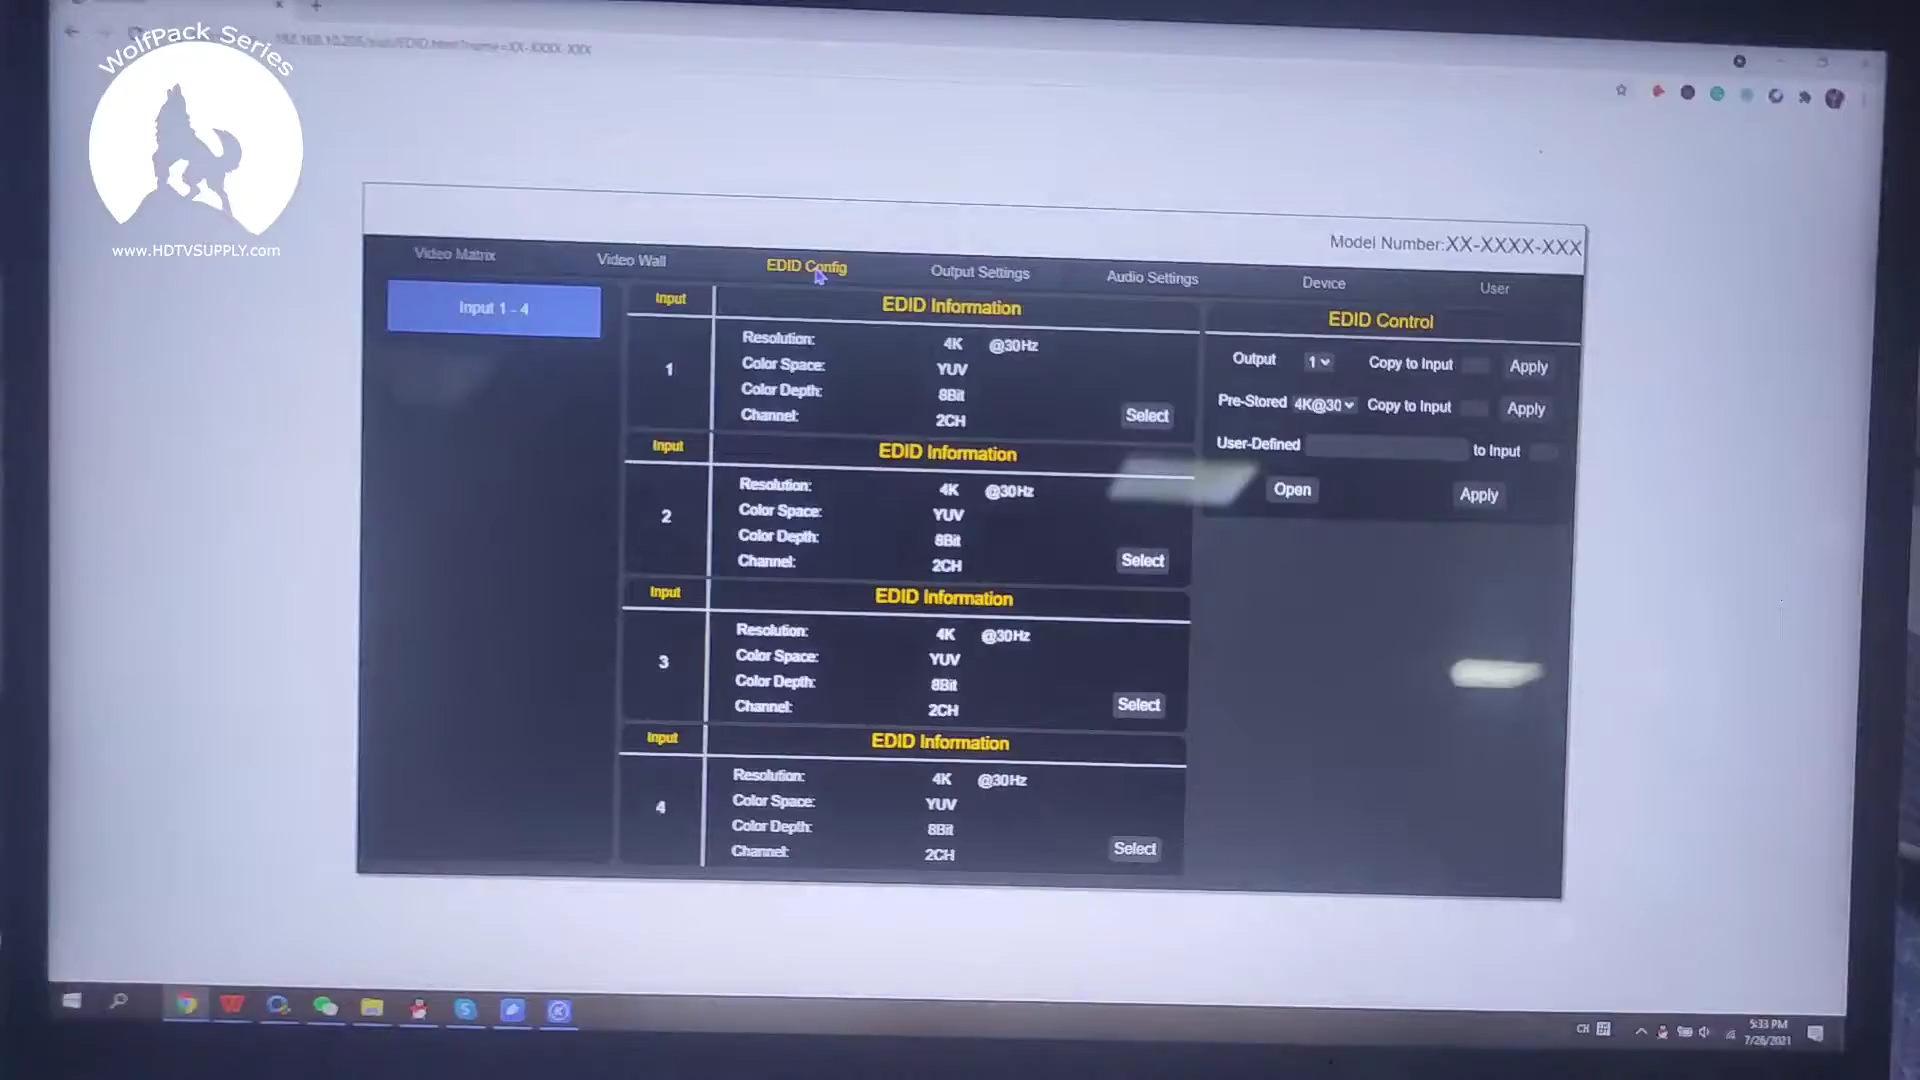 WolfPack Series
www.HDTVSUPPLY.com
Model Number:XX-XXXX-XXX
Video Matrix
Video Wall
EDID Config
Output Settings
Audio Settings
Device
User
Input 1 - 4
Input
EDID Information
1
Resolution: 4K @30Hz
Color Space: YUV
Color Depth: 8Bit
Channel: 2CH
Select
Input
EDID Information
2
Resolution: 4K @30Hz
Color Space: YUV
Color Depth: 8Bit
Channel: 2CH
Select
Input
EDID Information
3
Resolution: 4K @30Hz
Color Space: YUV
Color Depth: 8Bit
Channel: 2CH
Select
Input
EDID Information
4
Resolution: 4K @30Hz
Color Space: YUV
Color Depth: 8Bit
Channel: 2CH
Select
EDID Control
Output 1 Copy to Input Apply
Pre-Stored 4K@30 Copy to Input Apply
User-Defined to Input
Open Apply
CH
5:33 PM
7/26/2021